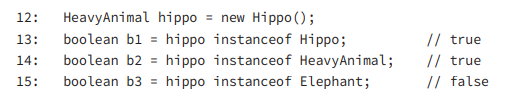 12: HeavyAnimal hippo = new Hippo();
13: boolean b1 = hippo instanceof Hippo; // true
14: boolean b2 = hippo instanceof HeavyAnimal; // true
15: boolean b3 = hippo instanceof Elephant; // false